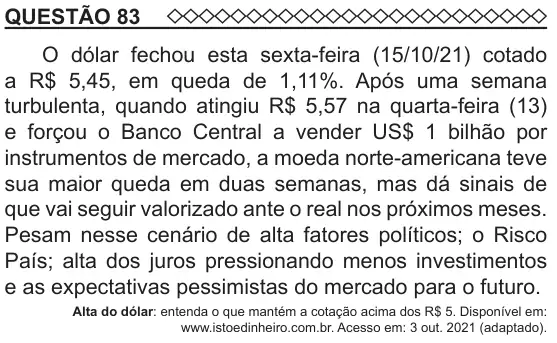 QUESTÃO 83
O dólar fechou esta sexta-feira (15/10/21) cotado
a R$ 5,45, em queda de 1,11%. Após uma semana
turbulenta, quando atingiu R$ 5,57 na quarta-feira (13)
e forçou o Banco Central a vender US$ 1 bilhão por
instrumentos de mercado, a moeda norte-americana teve
sua maior queda em duas semanas, mas dá sinais de
que vai seguir valorizado ante o real nos próximos meses.
Pesam nesse cenário de alta fatores políticos; o Risco
País; alta dos juros pressionando menos investimentos
e as expectativas pessimistas do mercado para o futuro.
Alta do dólar: entenda o que mantém a cotação acima dos R$ 5. Disponível em:
www.istoedinheiro.com.br. Acesso em: 3 out. 2021 (adaptado).